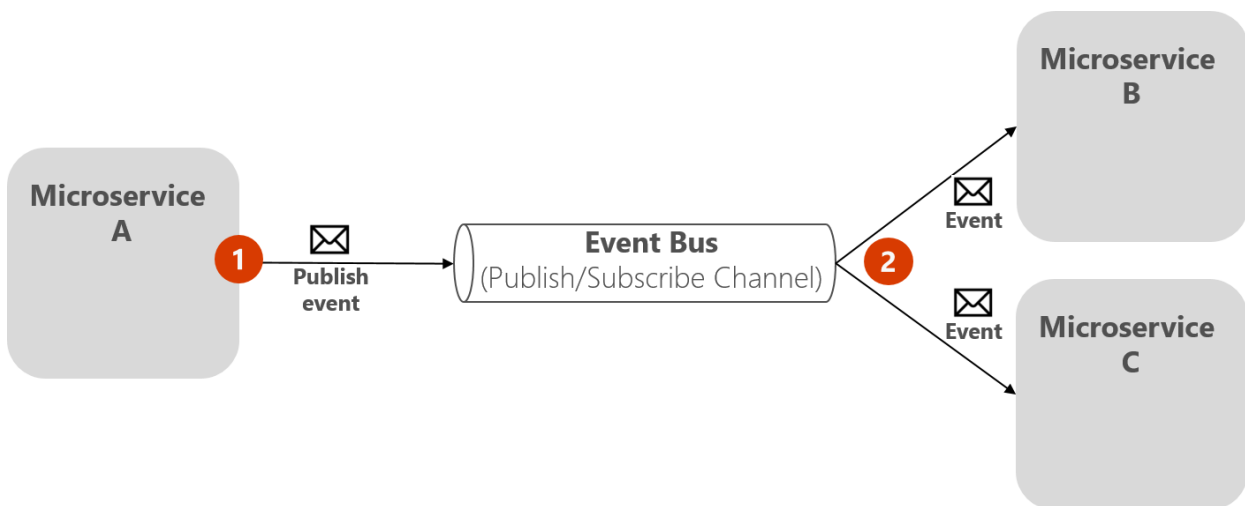 Microservice
A
1
Publish
event
Event Bus
(Publish/Subscribe Channel)
2
Event
Microservice
B
Event
Microservice
C